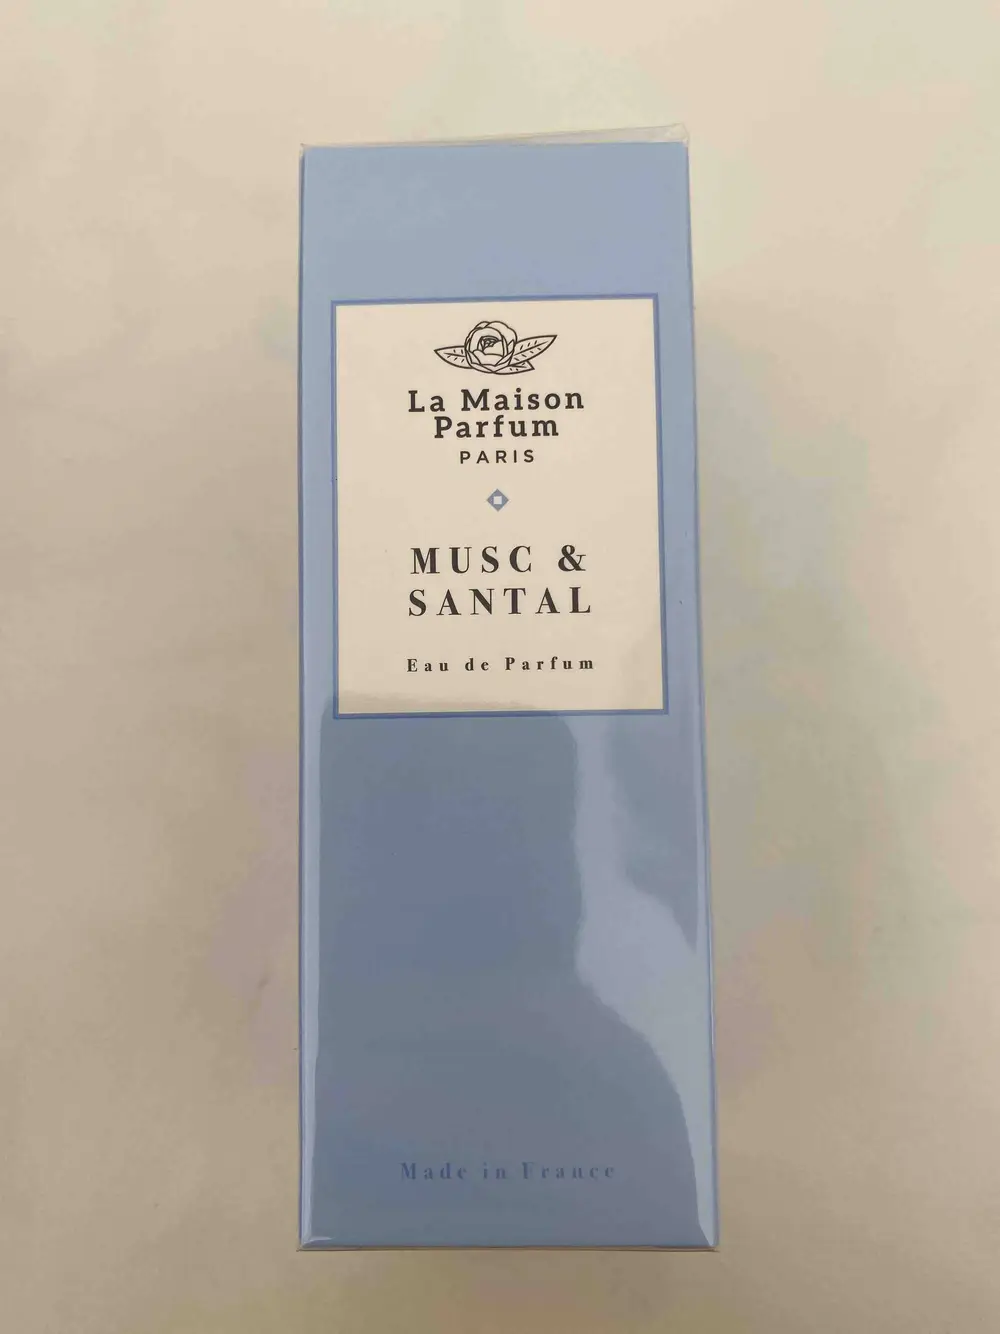 La Maison
Parfum
PARIS
MUSC &
SANTAL
Eau de Parfum
Made in France